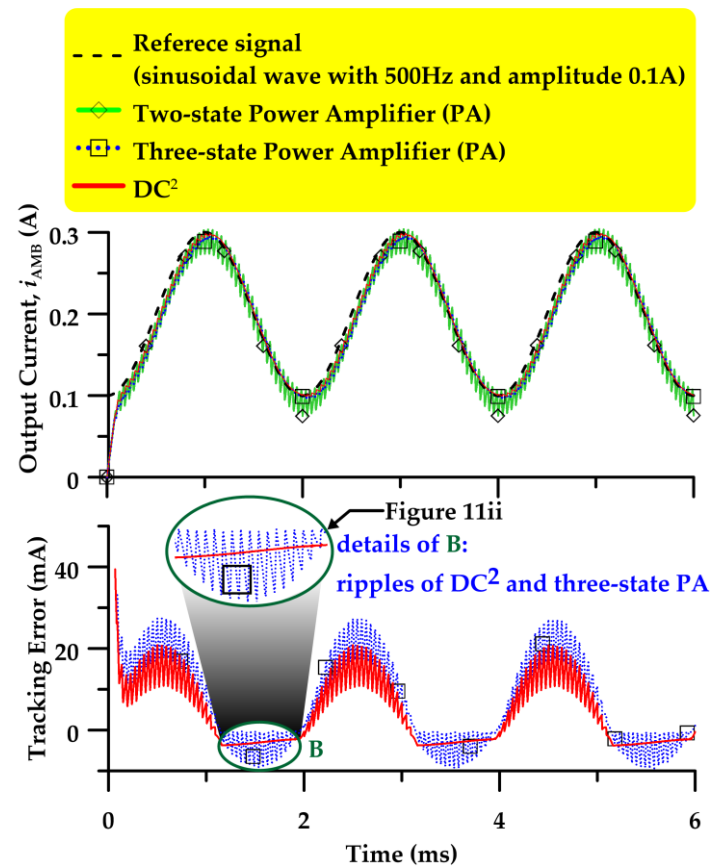 Referece signal
(sinusoidal wave with 500Hz and amplitude 0.1A)
Two-state Power Amplifier (PA)
Three-state Power Amplifier (PA)
DC²
Output Current, i_AMB (A)
0.3
0.2
0.1
0
Figure 11ii
details of B:
ripples of DC² and three-state PA
Tracking Error (mA)
40
20
0
B
0
2
4
6
Time (ms)